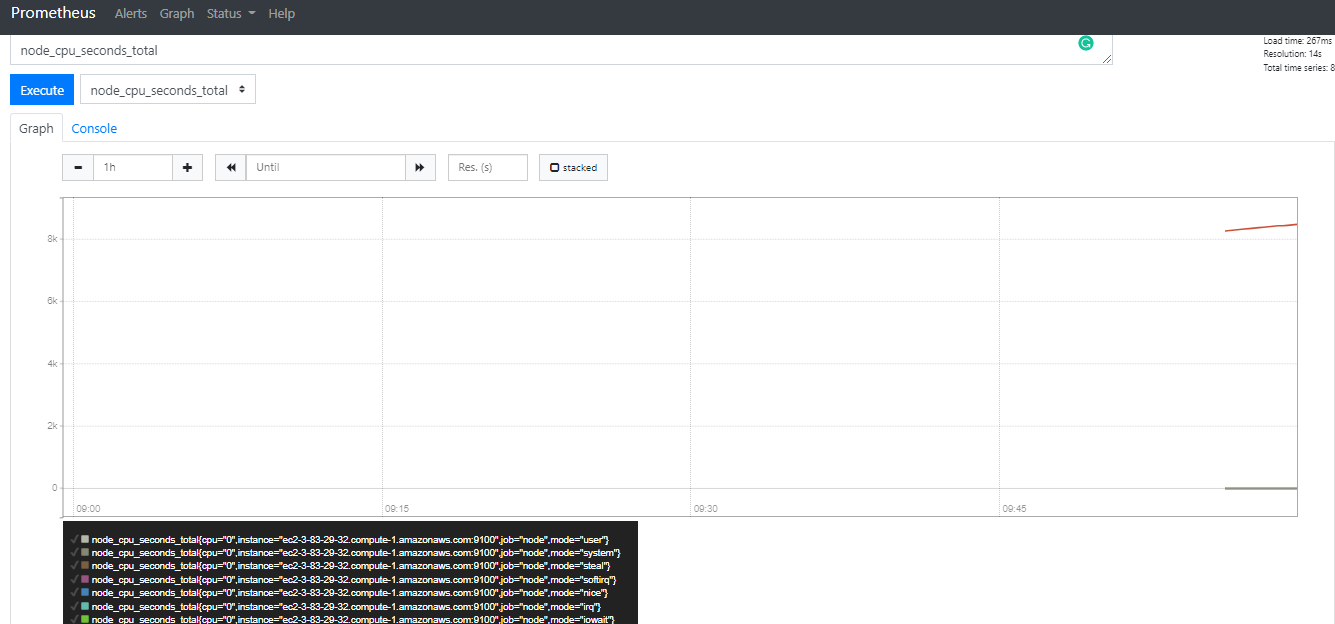 Prometheus Alerts Graph Status Help
node_cpu_seconds_total
Load time: 267ms
Resolution: 14s
Total time series: 8
Execute node_cpu_seconds_total
Graph Console
1h Until Res. (s) stacked
8k
6k
4k
2k
0
09:00 09:15 09:30 09:45
node_cpu_seconds_total{cpu="0",instance="ec2-3-83-29-32.compute-1.amazonaws.com:9100",job="node",mode="user"}
node_cpu_seconds_total{cpu="0",instance="ec2-3-83-29-32.compute-1.amazonaws.com:9100",job="node",mode="system"}
node_cpu_seconds_total{cpu="0",instance="ec2-3-83-29-32.compute-1.amazonaws.com:9100",job="node",mode="steal"}
node_cpu_seconds_total{cpu="0",instance="ec2-3-83-29-32.compute-1.amazonaws.com:9100",job="node",mode="softirq"}
node_cpu_seconds_total{cpu="0",instance="ec2-3-83-29-32.compute-1.amazonaws.com:9100",job="node",mode="nice"}
node_cpu_seconds_total{cpu="0",instance="ec2-3-83-29-32.compute-1.amazonaws.com:9100",job="node",mode="irq"}
node_cpu_seconds_total{cpu="0",instance="ec2-3-83-29-32.compute-1.amazonaws.com:9100",job="node",mode="iowait"}